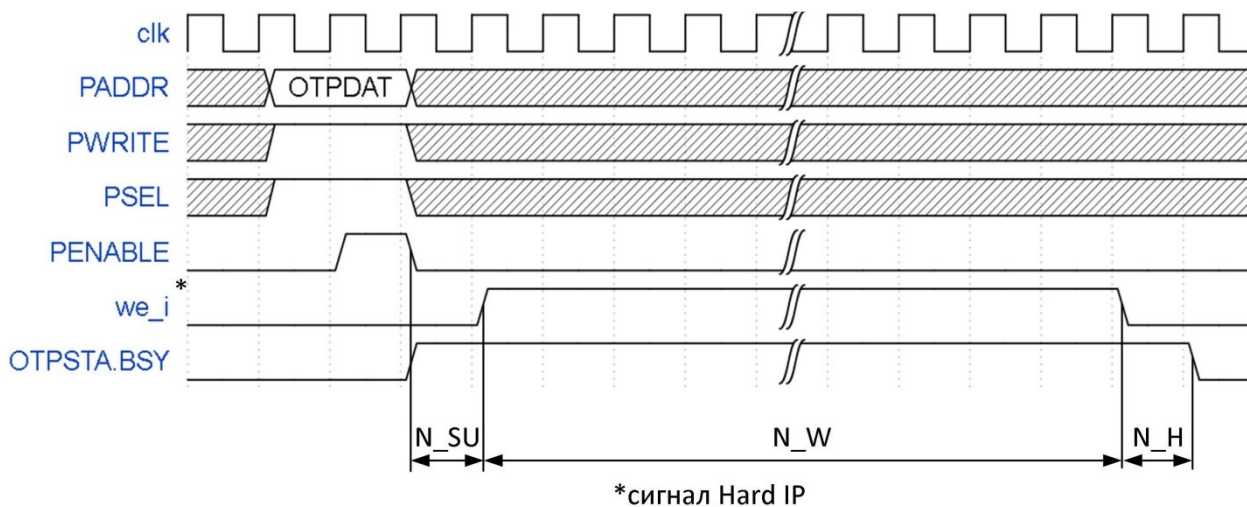 clk
PADDR
OTPDAT
PWRITE
PSEL
PENABLE
we_i*
OTPSTA.BSY
N_SU
N_W
N_H
*сигнал Hard IP